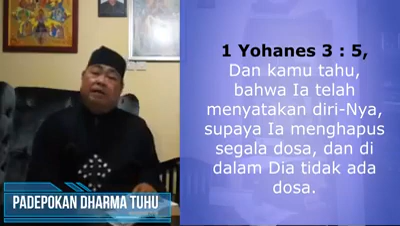 1 Yohanes 3 : 5,
Dan kamu tahu,
bahwa Ia telah
menyatakan diri-Nya,
supaya Ia menghapus
segala dosa, dan di
dalam Dia tidak ada
dosa.
PADEPOKAN DHARMA TUHU